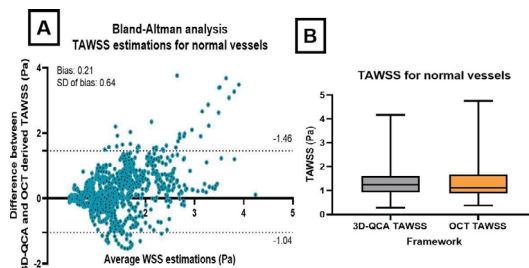 A
Bland-Altman analysis
TAWSS estimations for normal vessels
Bias: 0.21
SD of bias: 0.64
Difference between
3D-QCA and OCT derived TAWSS (Pa)
4
2
0
-2
-1.46
-1.04
1
2
3
4
5
Average WSS estimations (Pa)
B
TAWSS for normal vessels
TAWSS (Pa)
5
4
3
2
1
0
3D-QCA TAWSS
OCT TAWSS
Framework